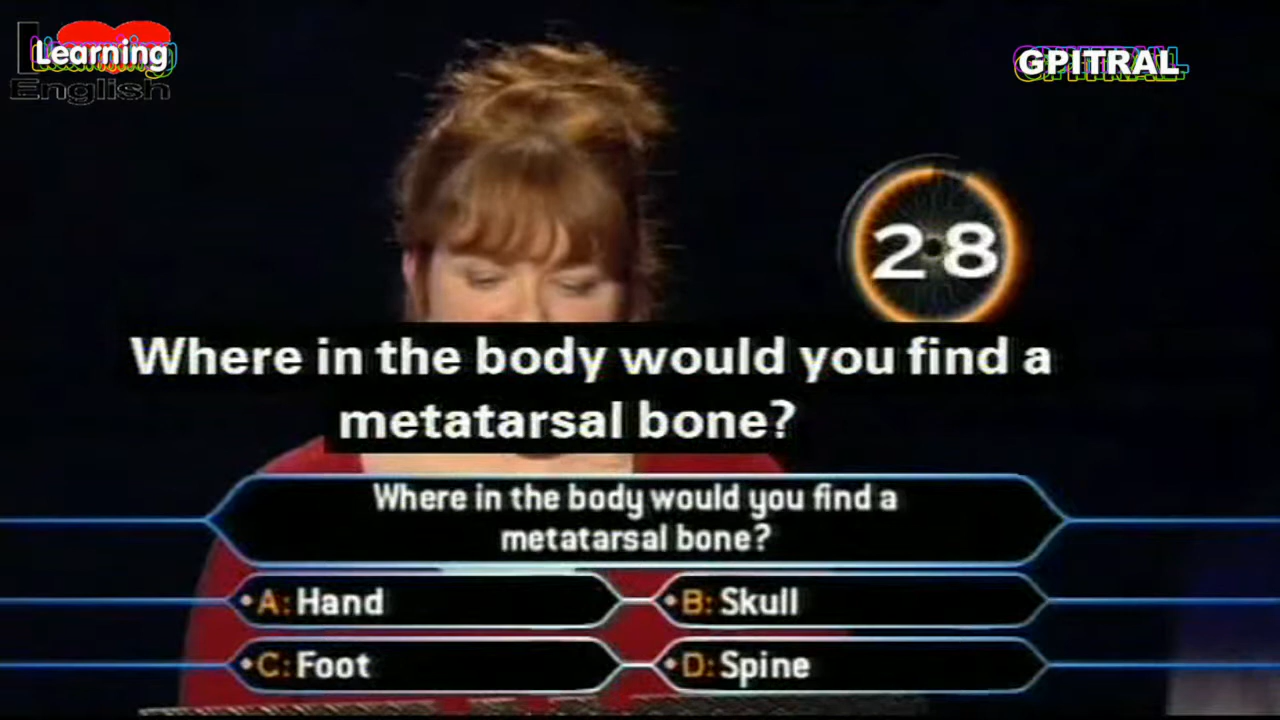 I
Learning
English
GPITRAL
28
Where in the body would you find a
metatarsal bone?
Where in the body would you find a
metatarsal bone?
A: Hand
B: Skull
C: Foot
D: Spine